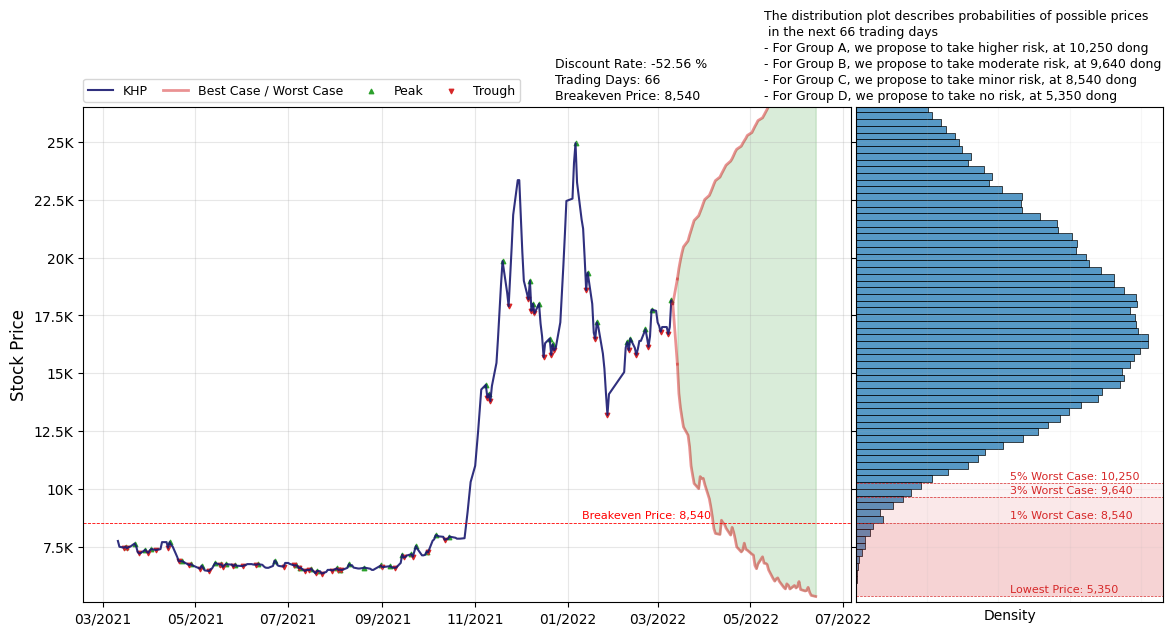 The distribution plot describes probabilities of possible prices
in the next 66 trading days
- For Group A, we propose to take higher risk, at 10,250 dong
- For Group B, we propose to take moderate risk, at 9,640 dong
- For Group C, we propose to take minor risk, at 8,540 dong
- For Group D, we propose to take no risk, at 5,350 dong
Discount Rate: -52.56 %
Trading Days: 66
Breakeven Price: 8,540
KHP
Best Case / Worst Case
Peak
Trough
Stock Price
25K
22.5K
20K
17.5K
15K
12.5K
10K
7.5K
Breakeven Price: 8,540
5% Worst Case: 10,250
3% Worst Case: 9,640
1% Worst Case: 8,540
Lowest Price: 5,350
03/2021
05/2021
07/2021
09/2021
11/2021
01/2022
03/2022
05/2022
07/2022
Density